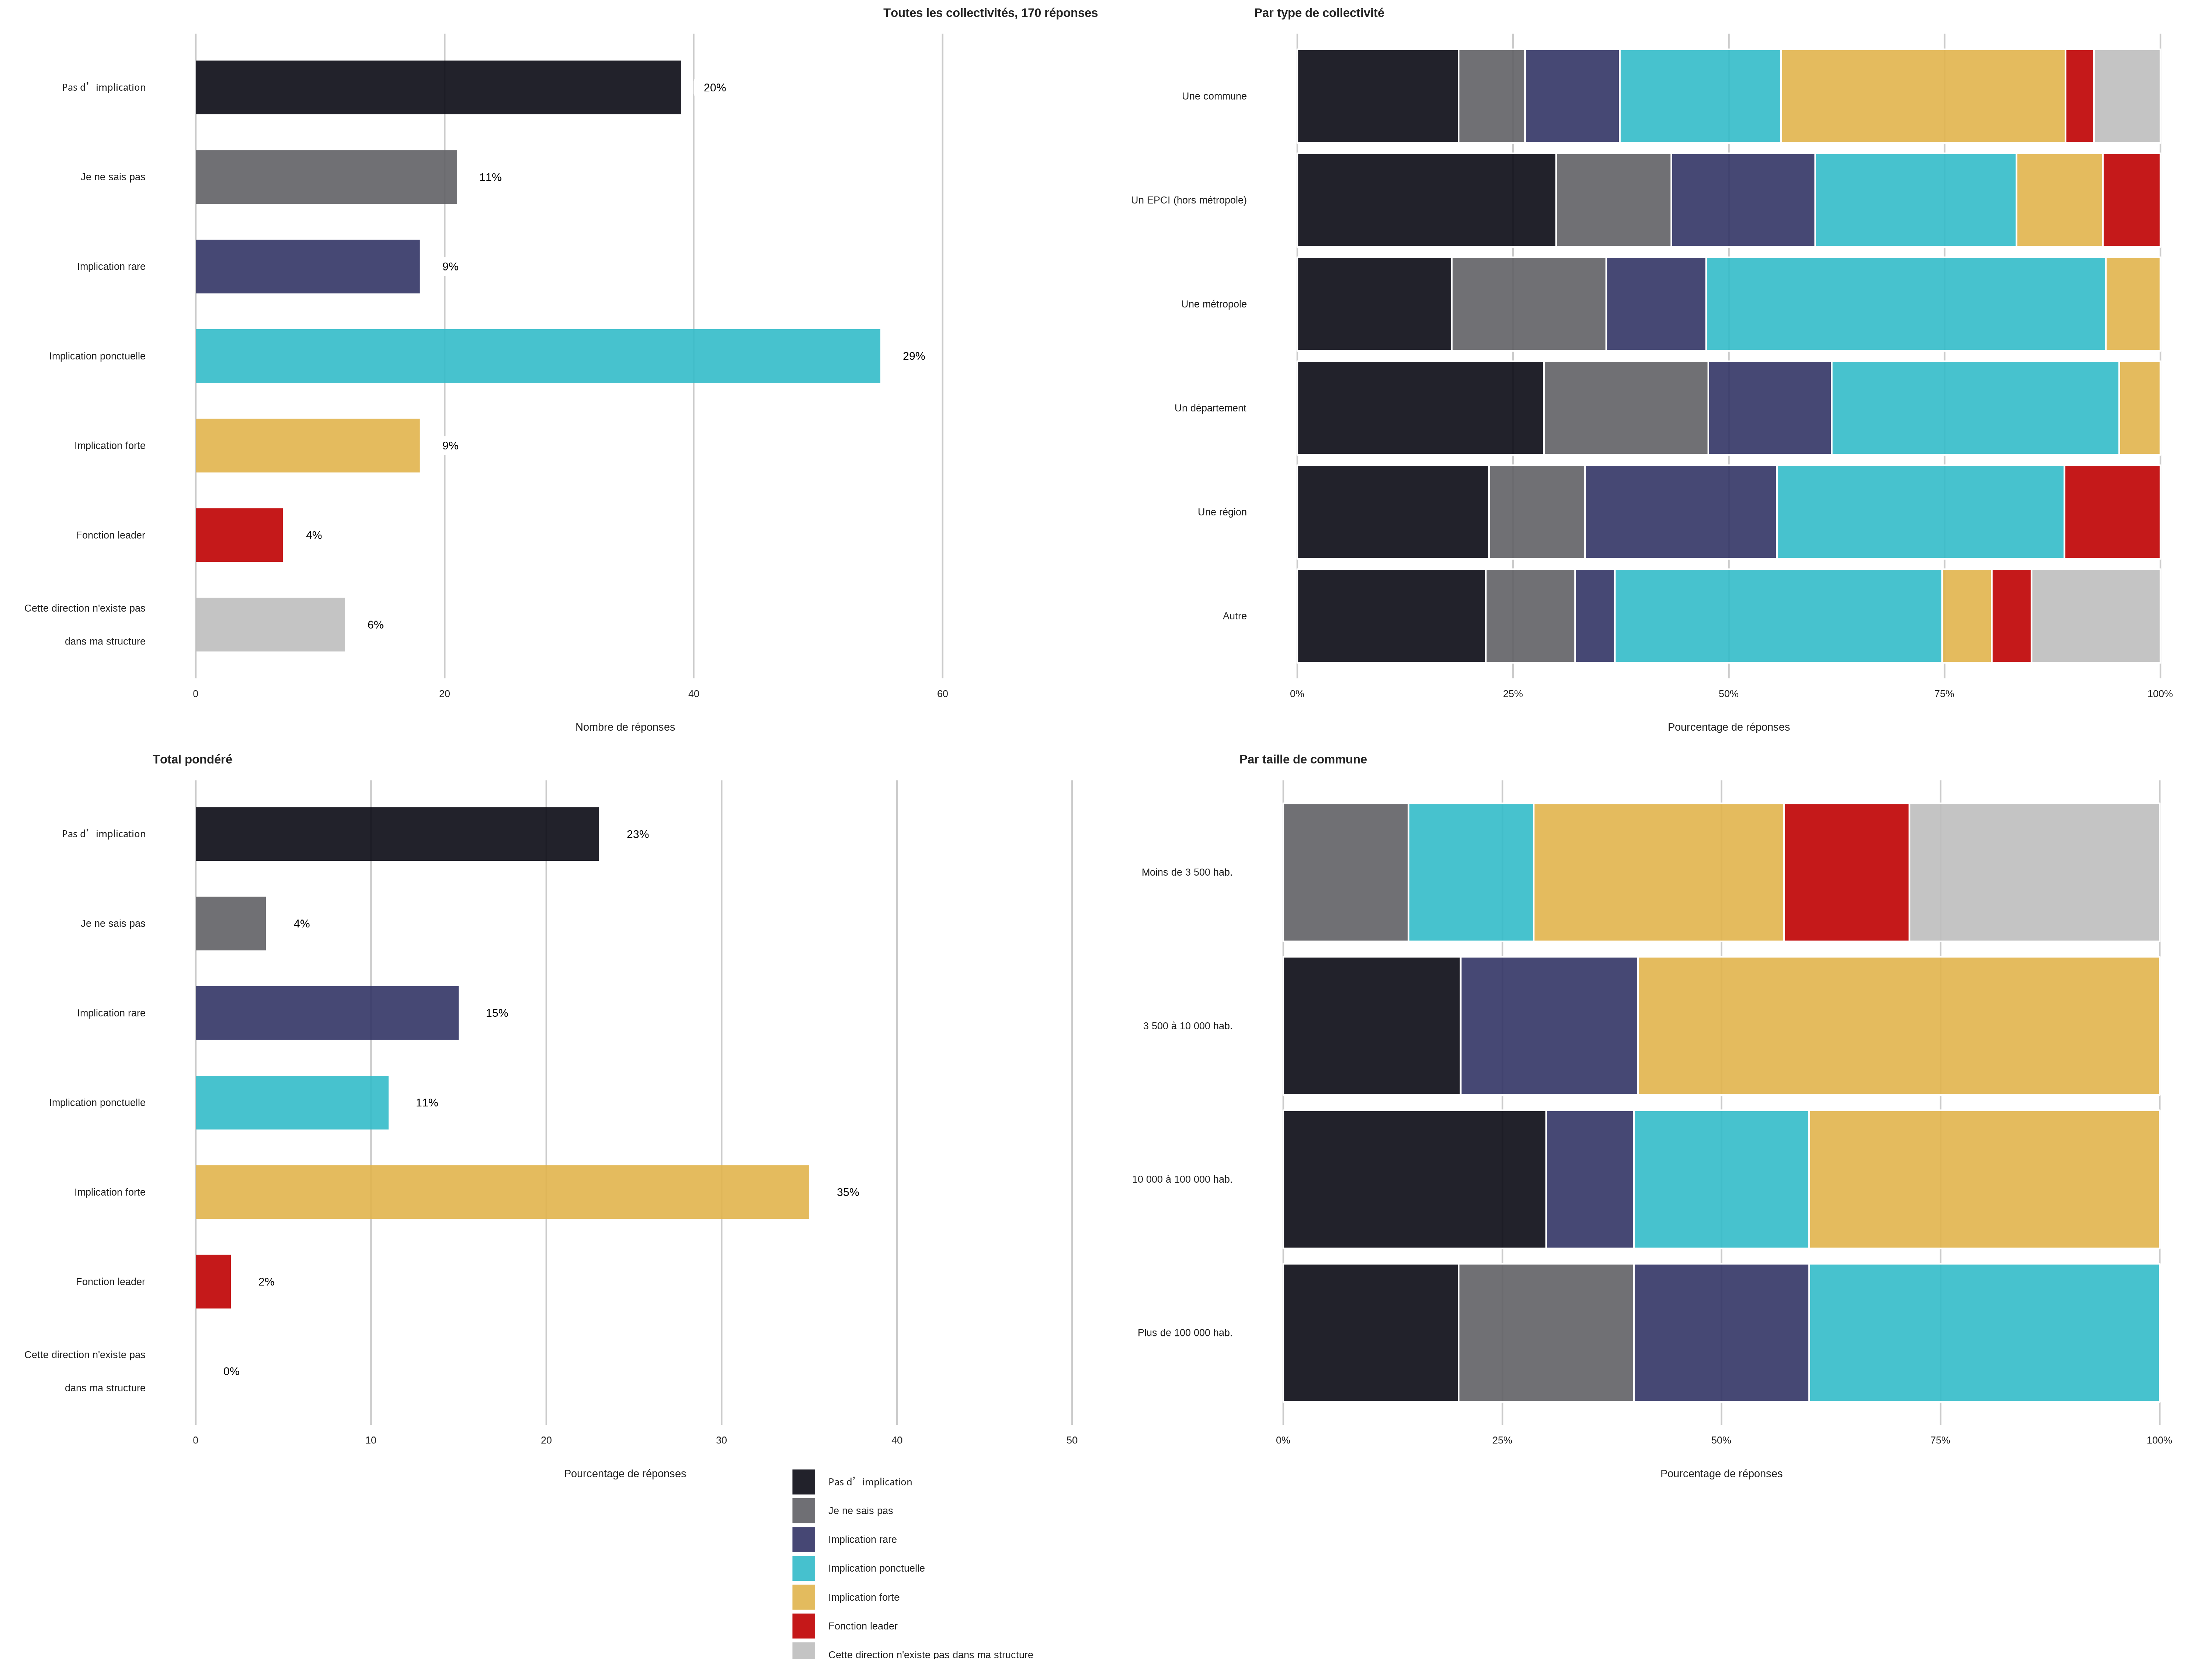 Toutes les collectivités, 170 réponses
Pas d’ implication
20%
Je ne sais pas
11%
Implication rare
9%
Implication ponctuelle
29%
Implication forte
9%
Fonction leader
4%
Cette direction n'existe pas
dans ma structure
6%
0 20 40 60
Nombre de réponses
Par type de collectivité
Une commune
Un EPCI (hors métropole)
Une métropole
Un département
Une région
Autre
0% 25% 50% 75% 100%
Pourcentage de réponses
Total pondéré
Pas d’ implication
23%
Je ne sais pas
4%
Implication rare
15%
Implication ponctuelle
11%
Implication forte
35%
Fonction leader
2%
Cette direction n'existe pas
dans ma structure
0%
0 10 20 30 40 50
Pourcentage de réponses
Par taille de commune
Moins de 3 500 hab.
3 500 à 10 000 hab.
10 000 à 100 000 hab.
Plus de 100 000 hab.
0% 25% 50% 75% 100%
Pourcentage de réponses
Pas d’ implication
Je ne sais pas
Implication rare
Implication ponctuelle
Implication forte
Fonction leader
Cette direction n'existe pas dans ma structure